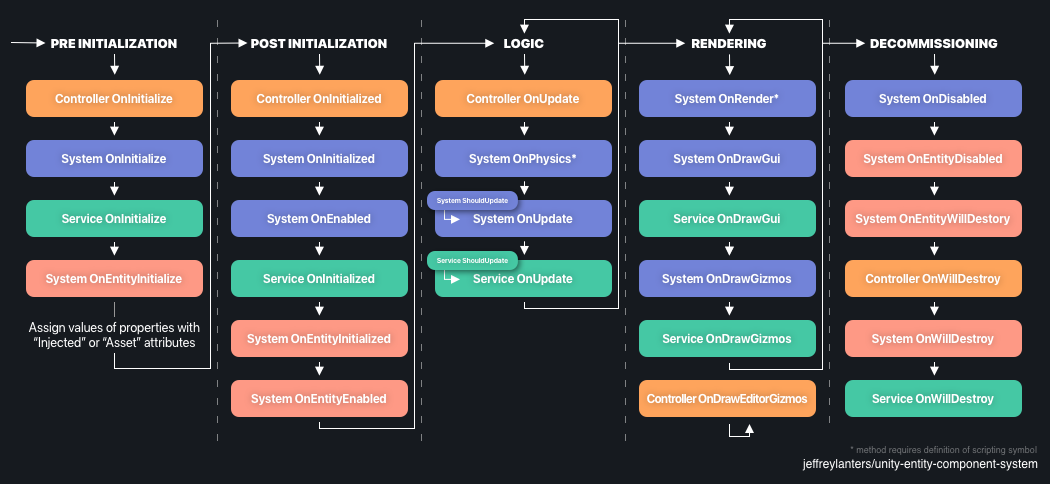 PRE INITIALIZATION
Controller OnInitialize
System OnInitialize
Service OnInitialize
System OnEntityInitialize
Assign values of properties with
“Injected” or “Asset” attributes
POST INITIALIZATION
Controller OnInitialized
System OnInitialized
System OnEnabled
Service OnInitialized
System OnEntityInitialized
System OnEntityEnabled
LOGIC
Controller OnUpdate
System OnPhysics*
System ShouldUpdate
System OnUpdate
Service ShouldUpdate
Service OnUpdate
RENDERING
System OnRender*
System OnDrawGui
Service OnDrawGui
System OnDrawGizmos
Service OnDrawGizmos
Controller OnDrawEditorGizmos
DECOMMISSIONING
System OnDisabled
System OnEntityDisabled
System OnEntityWillDestory
Controller OnWillDestroy
System OnWillDestroy
Service OnWillDestroy
* method requires definition of scripting symbol
jeffreylanters/unity-entity-component-system